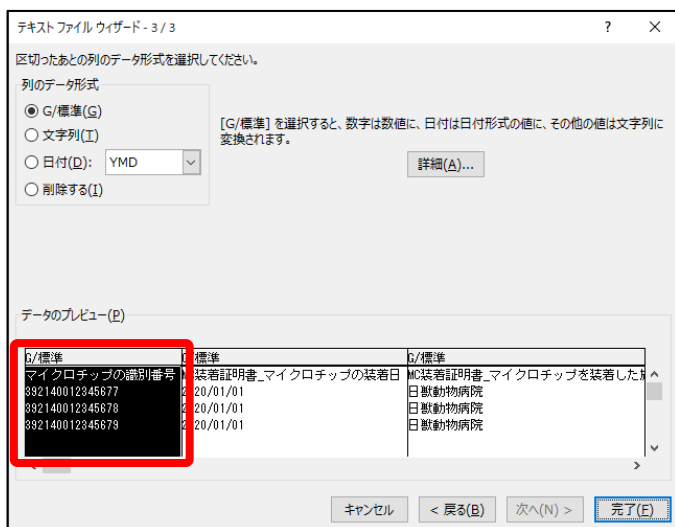 テキスト ファイル ウィザード - 3 / 3
? ×
区切ったあとの列のデータ形式を選択してください。
列のデータ形式
G/標準(G)
文字列(T)
日付(D): YMD
削除する(I)
[G/標準] を選択すると、数字は数値に、日付は日付形式の値に、その他の値は文字列に
変換されます。
詳細(A)...
データのプレビュー(P)
G/標準 /標準 G/標準
マイクロチップの識別番号 装着証明書_マイクロチップの装着日 MC装着証明書_マイクロチップを装着した
392140012345677 20/01/01 日獣動物病院
392140012345678 20/01/01 日獣動物病院
392140012345679 20/01/01 日獣動物病院
キャンセル < 戻る(B) 次へ(N) > 完了(F)